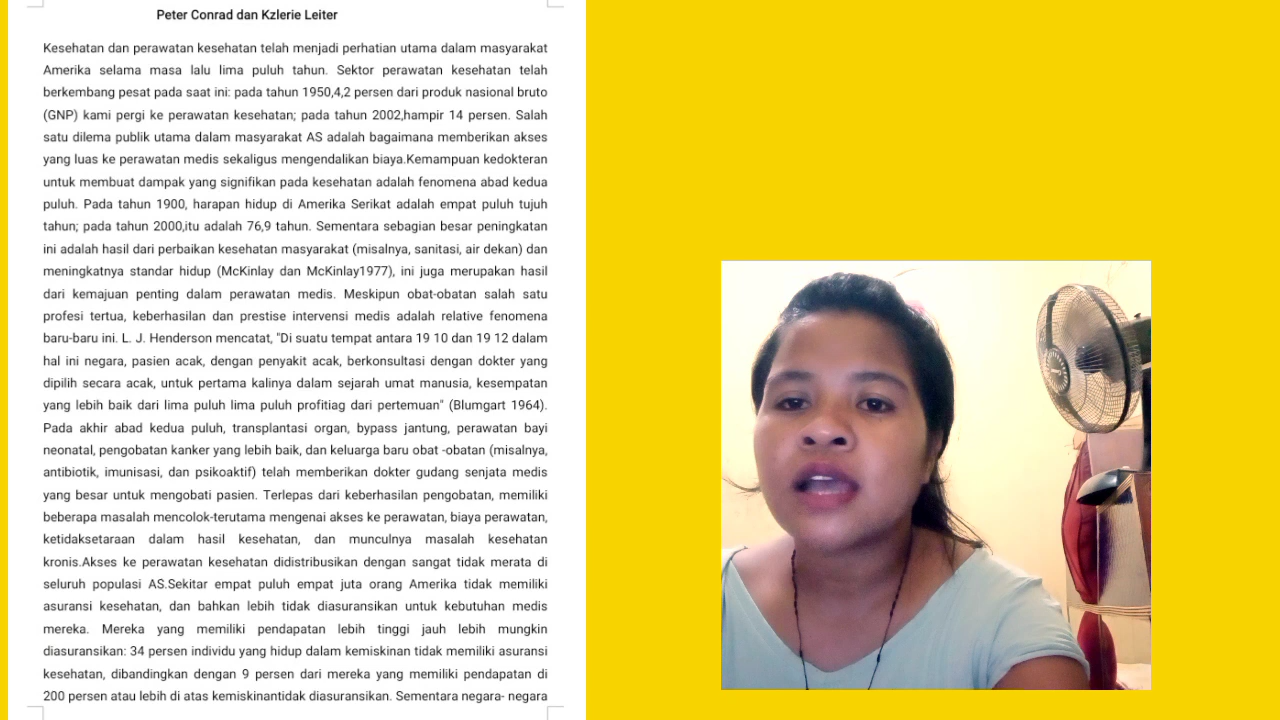 Peter Conrad dan Kzlerie Leiter
Kesehatan dan perawatan kesehatan telah menjadi perhatian utama dalam masyarakat
Amerika selama masa lalu lima puluh tahun. Sektor perawatan kesehatan telah
berkembang pesat pada saat ini: pada tahun 1950,4,2 persen dari produk nasional bruto
(GNP) kami pergi ke perawatan kesehatan; pada tahun 2002,hampir 14 persen. Salah
satu dilema publik utama dalam masyarakat AS adalah bagaimana memberikan akses
yang luas ke perawatan medis sekaligus mengendalikan biaya.Kemampuan kedokteran
untuk membuat dampak yang signifikan pada kesehatan adalah fenomena abad kedua
puluh. Pada tahun 1900, harapan hidup di Amerika Serikat adalah empat puluh tujuh
tahun; pada tahun 2000,itu adalah 76,9 tahun. Sementara sebagian besar peningkatan
ini adalah hasil dari perbaikan kesehatan masyarakat (misalnya, sanitasi, air dekan) dan
meningkatnya standar hidup (McKinlay dan McKinlay1977), ini juga merupakan hasil
dari kemajuan penting dalam perawatan medis. Meskipun obat-obatan salah satu
profesi tertua, keberhasilan dan prestise intervensi medis adalah relative fenomena
baru-baru ini. L. J. Henderson mencatat, "Di suatu tempat antara 19 10 dan 19 12 dalam
hal ini negara, pasien acak, dengan penyakit acak, berkonsultasi dengan dokter yang
dipilih secara acak, untuk pertama kalinya dalam sejarah umat manusia, kesempatan
yang lebih baik dari lima puluh lima puluh profitiag dari pertemuan" (Blumgart 1964).
Pada akhir abad kedua puluh, transplantasi organ, bypass jantung, perawatan bayi
neonatal, pengobatan kanker yang lebih baik, dan keluarga baru obat -obatan (misalnya,
antibiotik, imunisasi, dan psikoaktif) telah memberikan dokter gudang senjata medis
yang besar untuk mengobati pasien. Terlepas dari keberhasilan pengobatan, memiliki
beberapa masalah mencolok-terutama mengenai akses ke perawatan, biaya perawatan,
ketidaksetaraan dalam hasil kesehatan, dan munculnya masalah kesehatan
kronis.Akses ke perawatan kesehatan didistribusikan dengan sangat tidak merata di
seluruh populasi AS.Sekitar empat puluh empat juta orang Amerika tidak memiliki
asuransi kesehatan, dan bahkan lebih tidak diasuransikan untuk kebutuhan medis
mereka. Mereka yang memiliki pendapatan lebih tinggi jauh lebih mungkin
diasuransikan: 34 persen individu yang hidup dalam kemiskinan tidak memiliki asuransi
kesehatan, dibandingkan dengan 9 persen dari mereka yang memiliki pendapatan di
200 persen atau lebih di atas kemiskinantidak diasuransikan. Sementara negara- negara